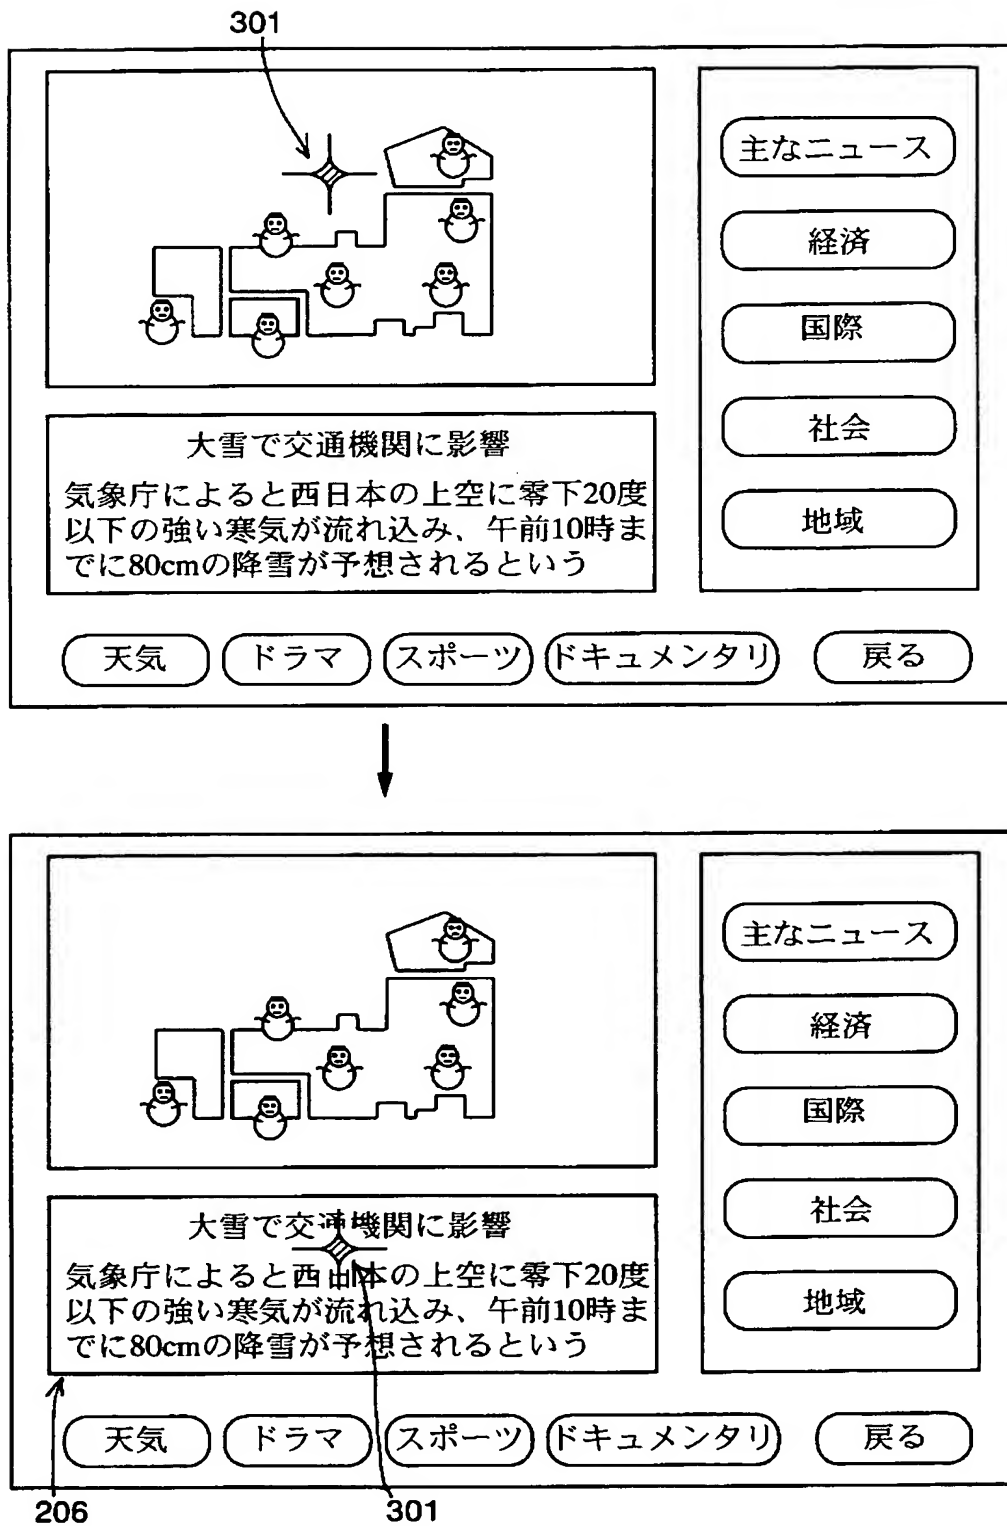 301
主なニュース
経済
国際
社会
地域
大雪で交通機関に影響
気象庁によると西日本の上空に零下20度
以下の強い寒気が流れ込み、午前10時ま
でに80cmの降雪が予想されるという
天気 ドラマ スポーツ ドキュメンタリ 戻る
主なニュース
経済
国際
社会
地域
大雪で交通機関に影響
気象庁によると西日本の上空に零下20度
以下の強い寒気が流れ込み、午前10時ま
でに80cmの降雪が予想されるという
天気 ドラマ スポーツ ドキュメンタリ 戻る
206 301